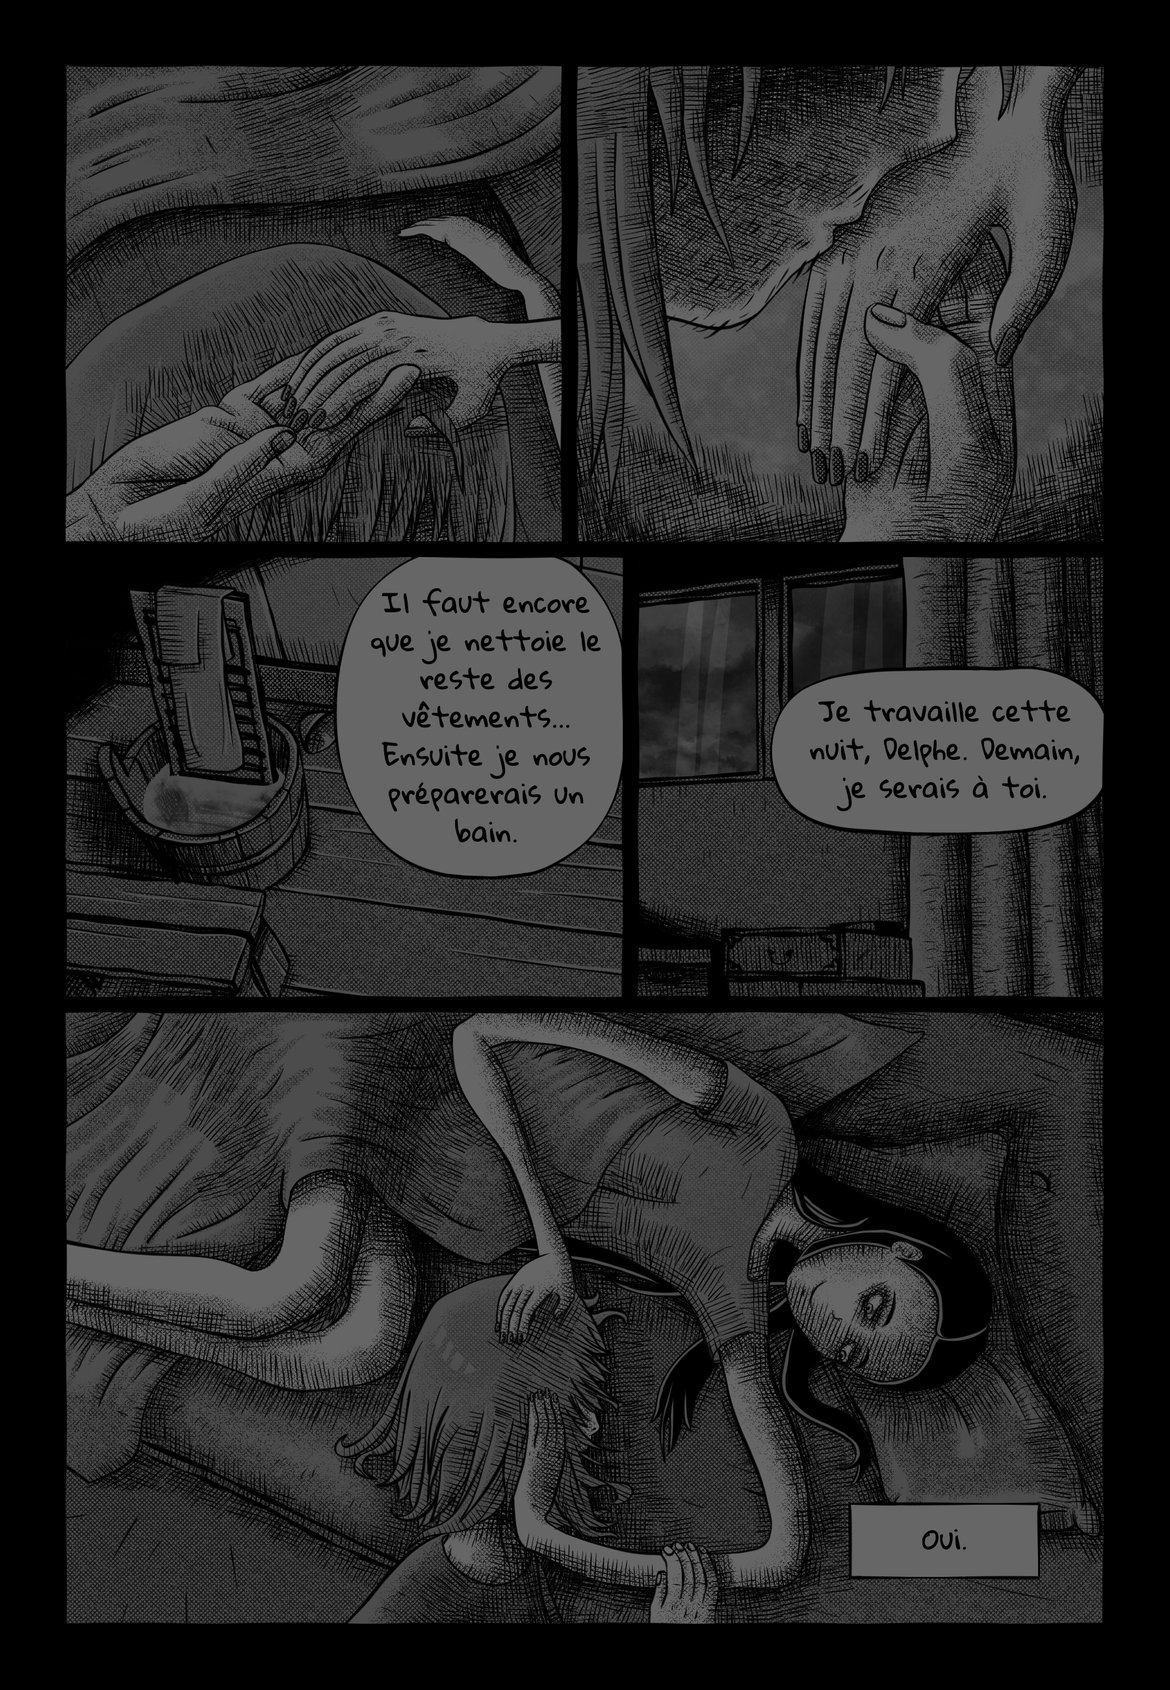 Il faut encore
que je nettoie le
reste des
vêtements...
Ensuite je nous
préparerais un
bain.
Je travaille cette
nuit, Delphe. Demain,
je serais à toi.
Oui.